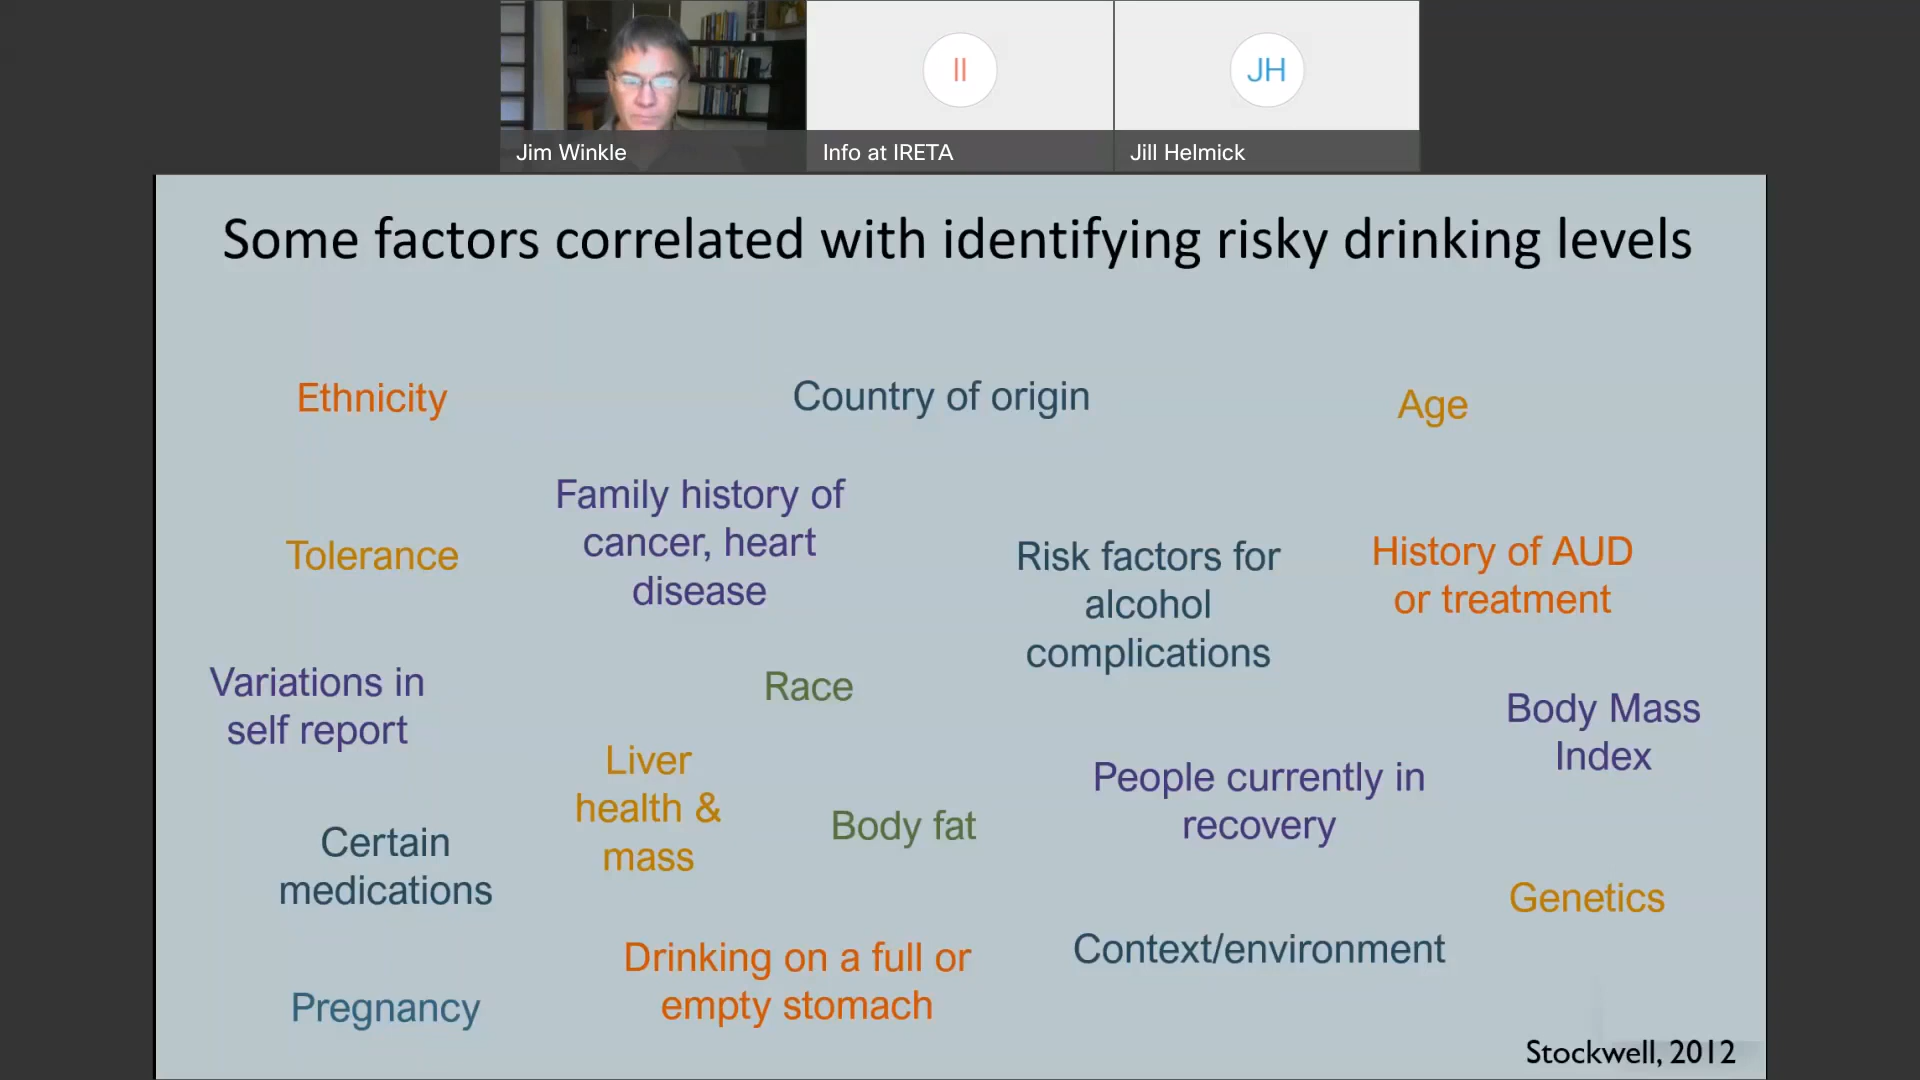 II
JH
Jim Winkle
Info at IRETA
Jill Helmick
Some factors correlated with identifying risky drinking levels
Ethnicity
Country of origin
Age
Tolerance
Family history of
cancer, heart
disease
Risk factors for
alcohol
complications
History of AUD
or treatment
Variations in
self report
Race
Body Mass
Index
Liver
health &
mass
Body fat
People currently in
recovery
Certain
medications
Genetics
Drinking on a full or
empty stomach
Context/environment
Pregnancy
Stockwell, 2012